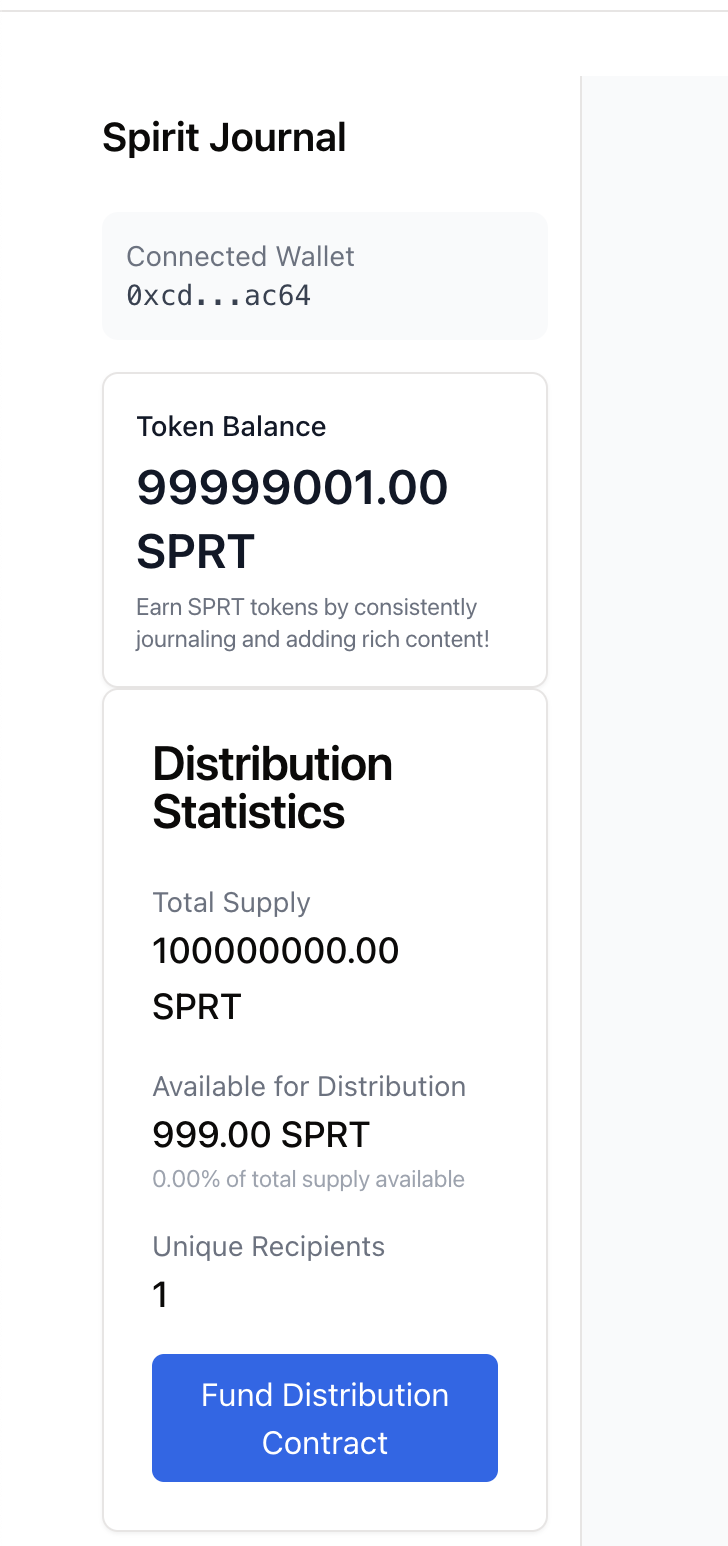 Spirit Journal
Connected Wallet
0xcd...ac64
Token Balance
99999001.00
SPRT
Earn SPRT tokens by consistently
journaling and adding rich content!
Distribution
Statistics
Total Supply
100000000.00
SPRT
Available for Distribution
999.00 SPRT
0.00% of total supply available
Unique Recipients
1
Fund Distribution
Contract